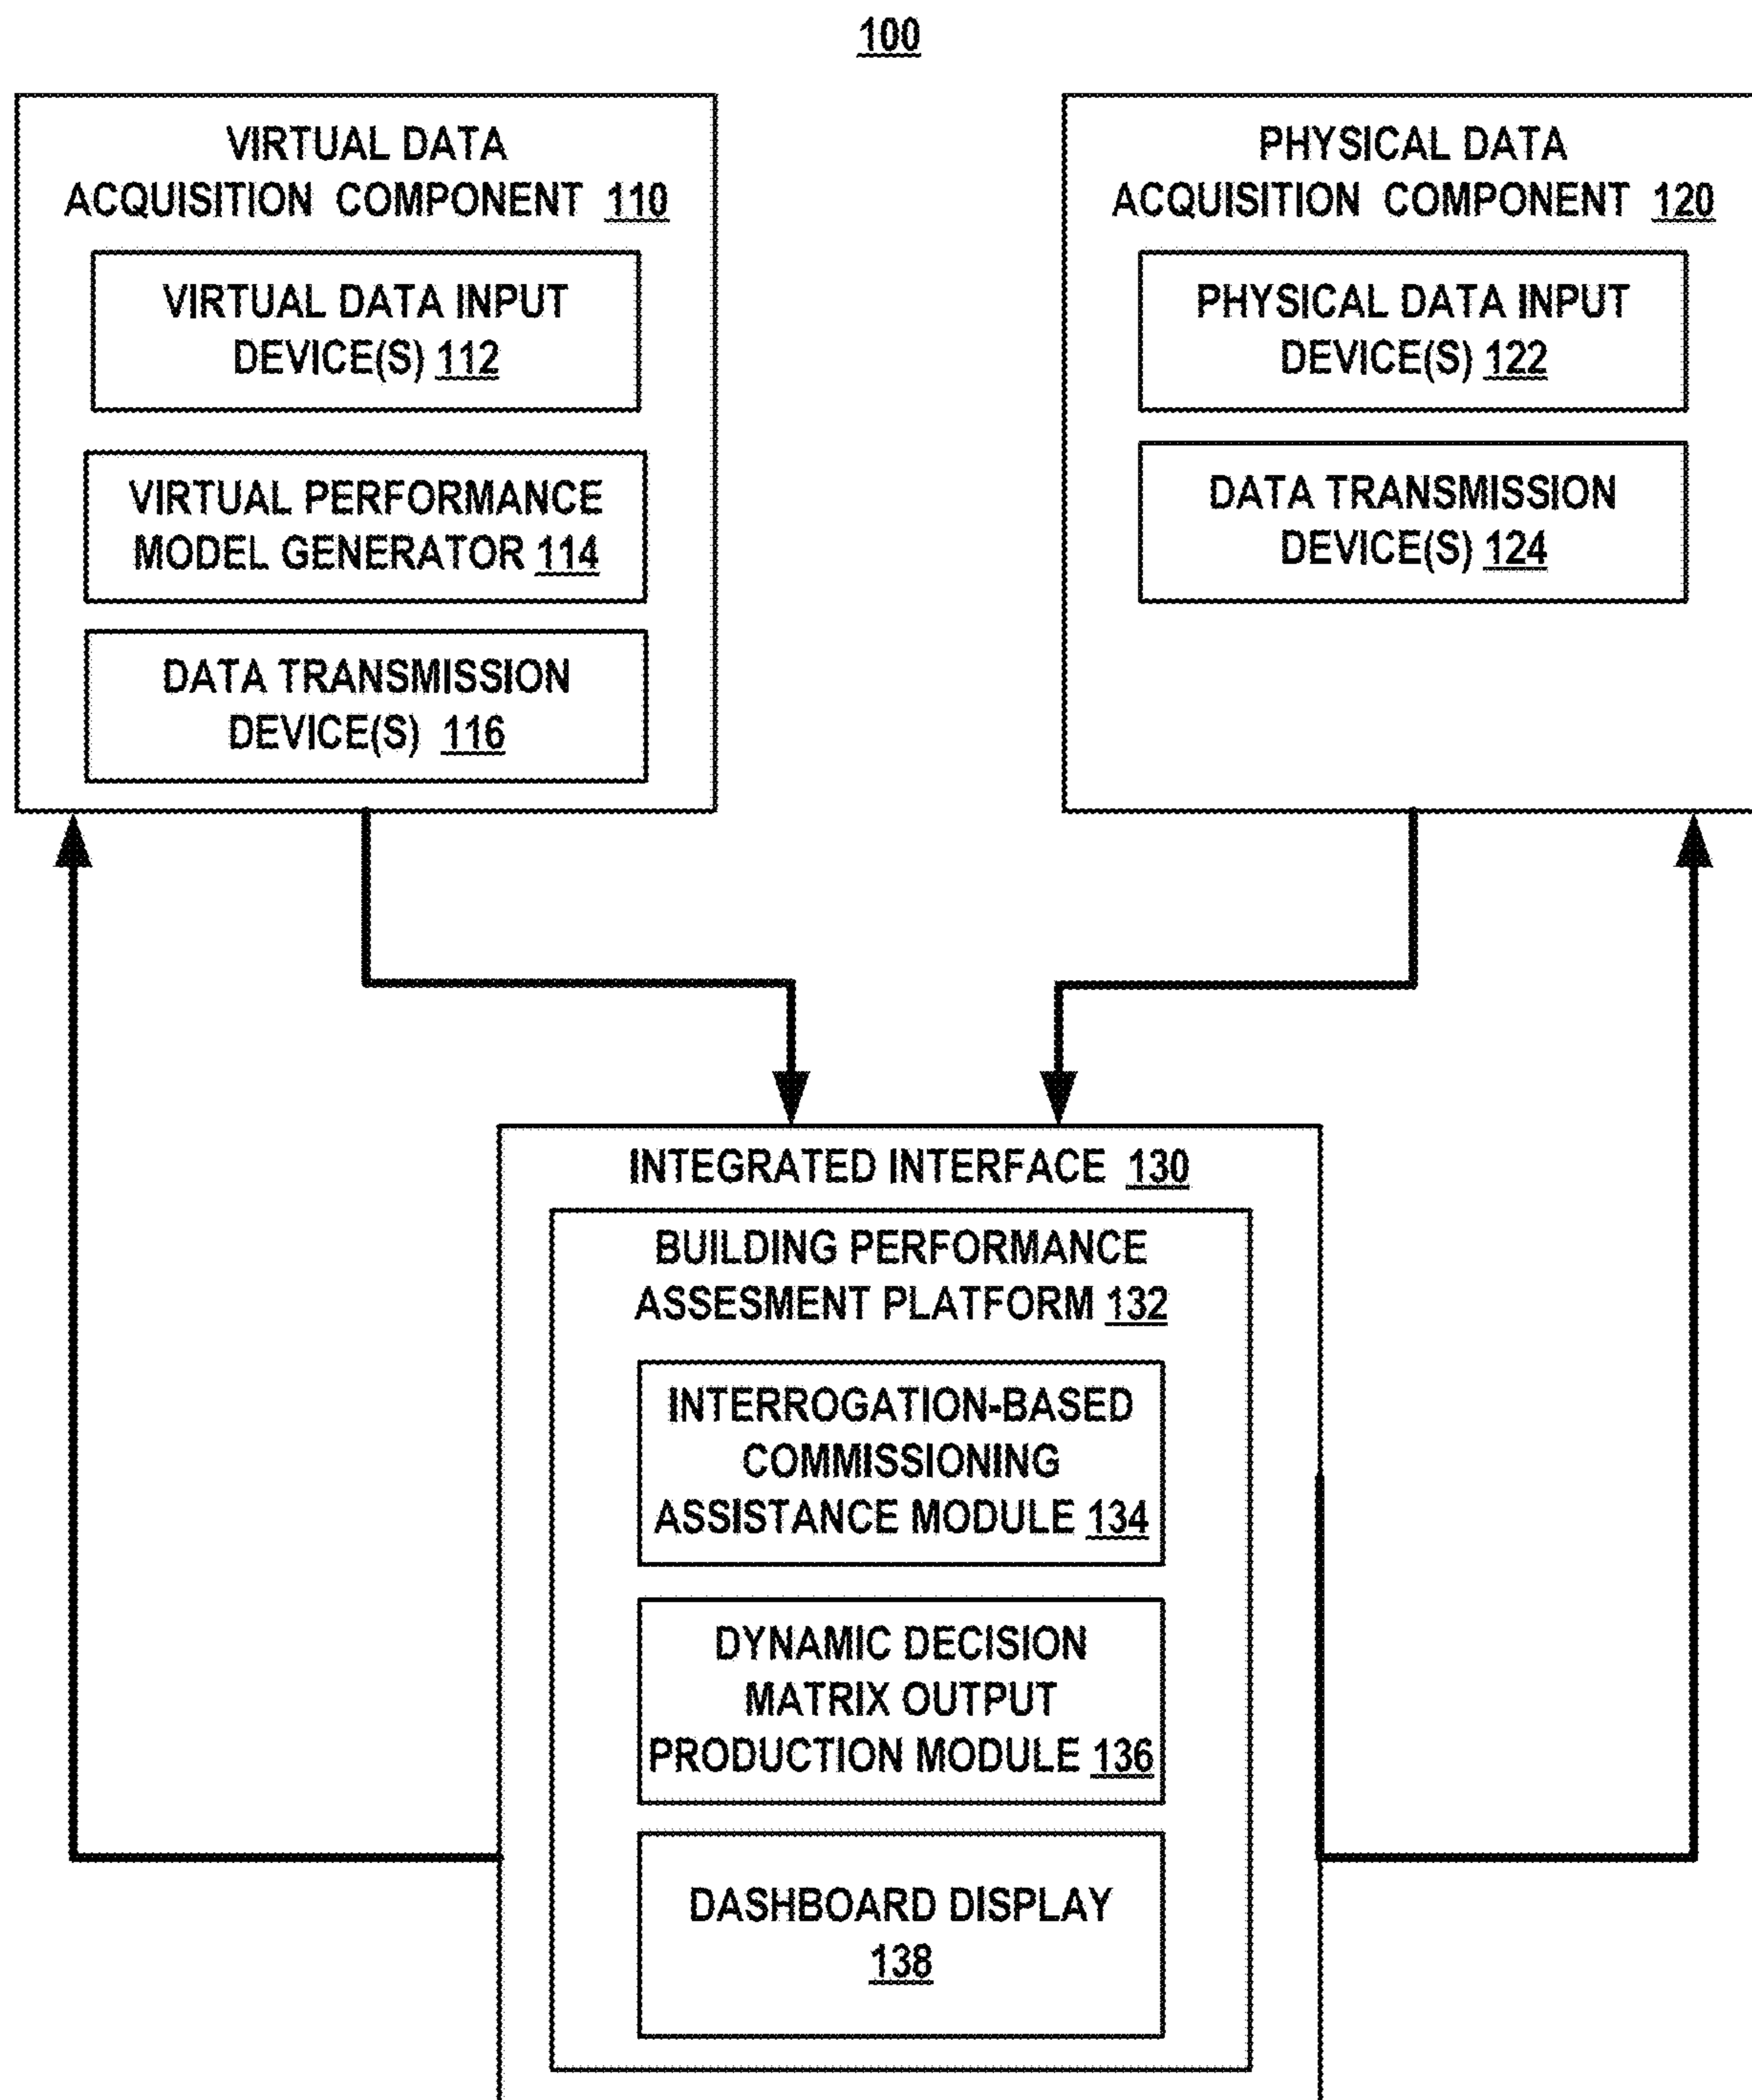 100
VIRTUAL DATA
ACQUISITION COMPONENT 110
VIRTUAL DATA INPUT
DEVICE(S) 112
VIRTUAL PERFORMANCE
MODEL GENERATOR 114
DATA TRANSMISSION
DEVICE(S) 116
PHYSICAL DATA
ACQUISITION COMPONENT 120
PHYSICAL DATA INPUT
DEVICE(S) 122
DATA TRANSMISSION
DEVICE(S) 124
INTEGRATED INTERFACE 130
BUILDING PERFORMANCE
ASSESMENT PLATFORM 132
INTERROGATION-BASED
COMMISSIONING
ASSISTANCE MODULE 134
DYNAMIC DECISION
MATRIX OUTPUT
PRODUCTION MODULE 136
DASHBOARD DISPLAY
138